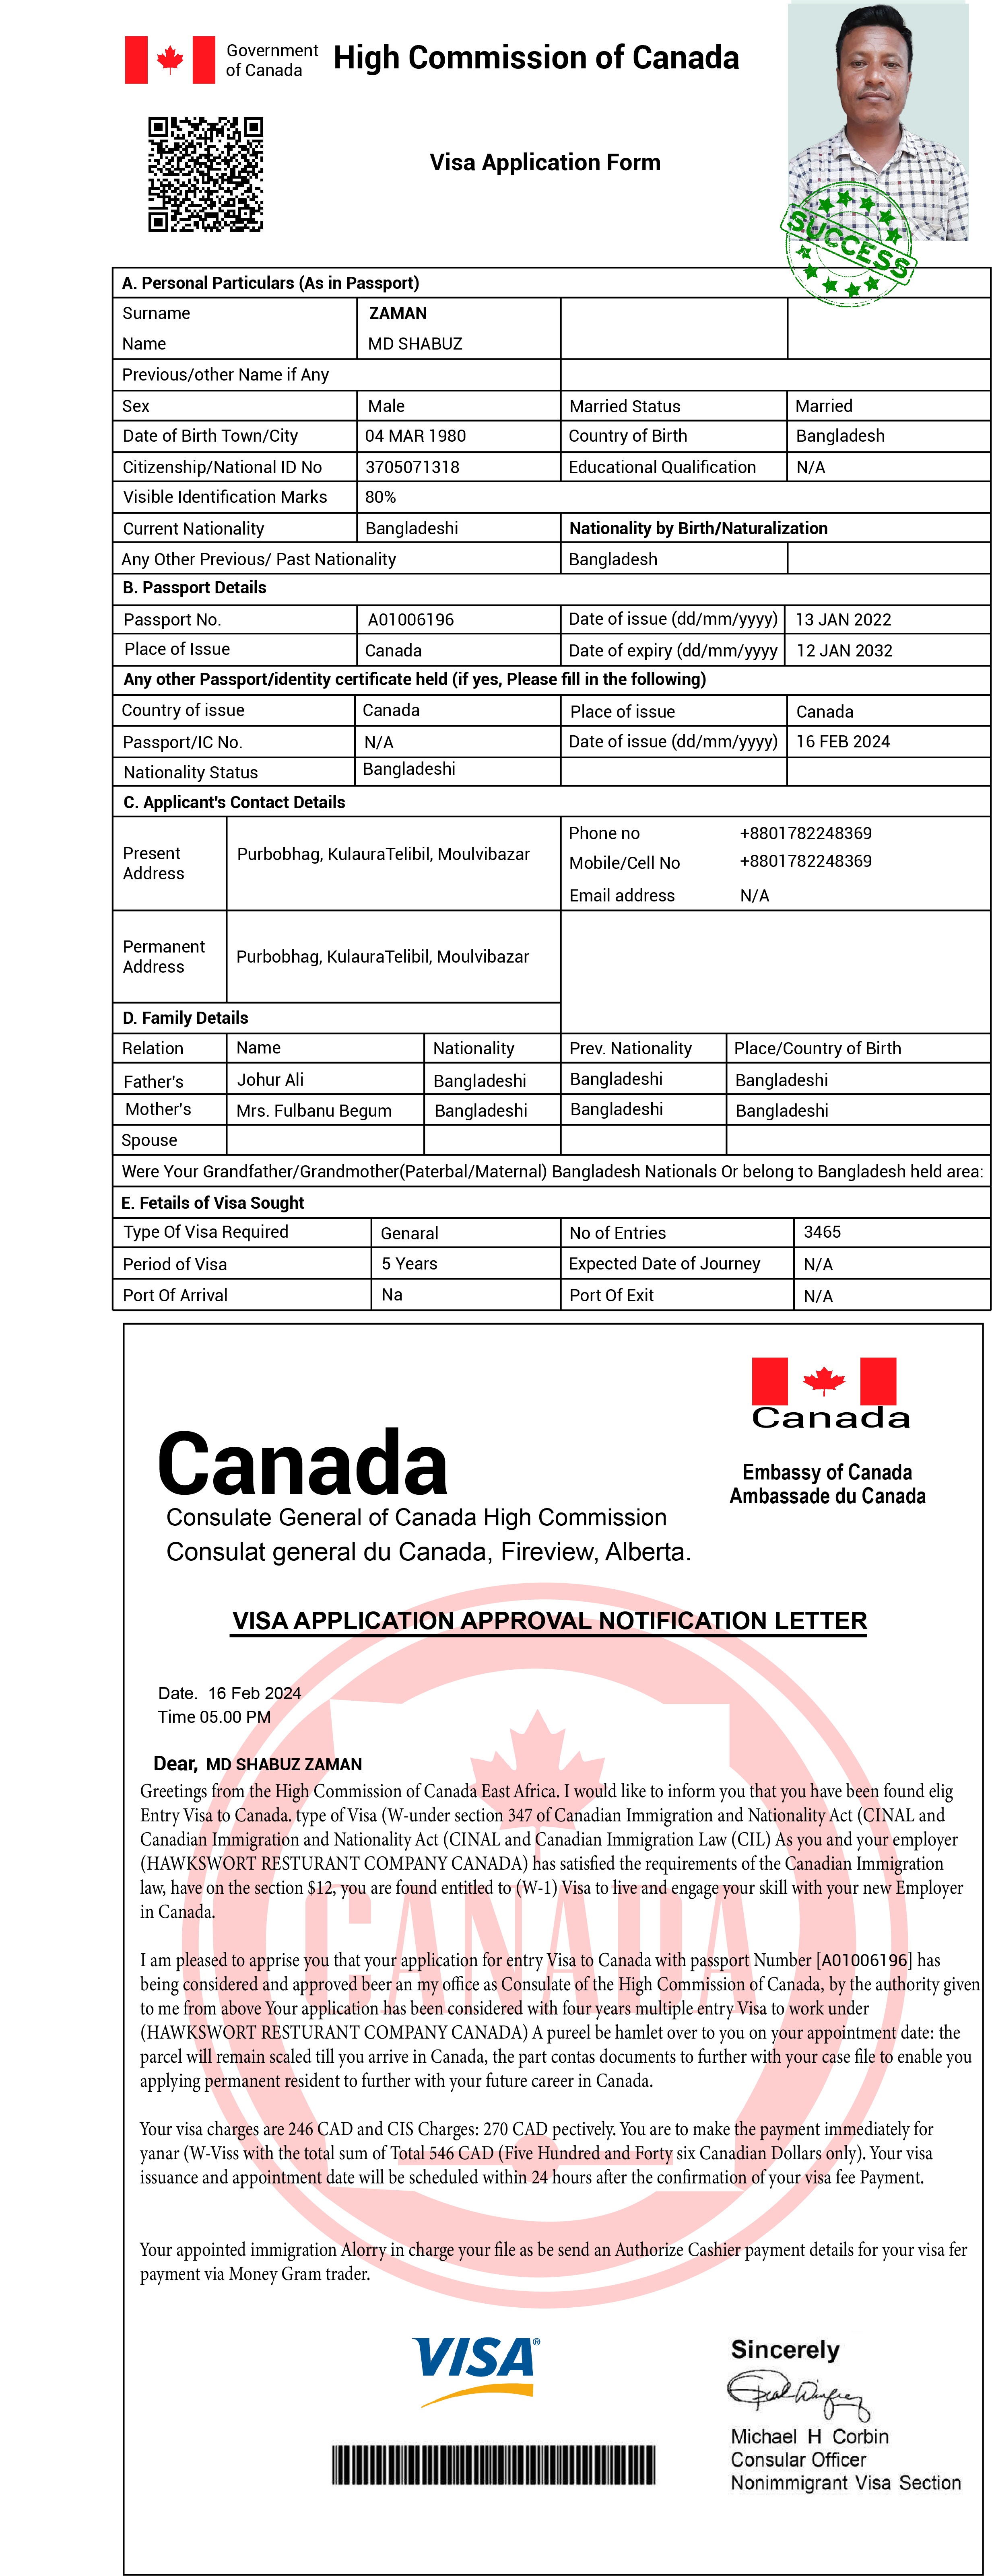 Government
of Canada
High Commission of Canada
Visa Application Form
SUCCESS
A. Personal Particulars (As in Passport)
Surname ZAMAN
Name MD SHABUZ
Previous/other Name if Any
Sex Male Married Status Married
Date of Birth Town/City 04 MAR 1980 Country of Birth Bangladesh
Citizenship/National ID No 3705071318 Educational Qualification N/A
Visible Identification Marks 80%
Current Nationality Bangladeshi Nationality by Birth/Naturalization
Any Other Previous/ Past Nationality Bangladesh
B. Passport Details
Passport No. A01006196 Date of issue (dd/mm/yyyy) 13 JAN 2022
Place of Issue Canada Date of expiry (dd/mm/yyyy 12 JAN 2032
Any other Passport/identity certificate held (if yes, Please fill in the following)
Country of issue Canada Place of issue Canada
Passport/IC No. N/A Date of issue (dd/mm/yyyy) 16 FEB 2024
Nationality Status Bangladeshi
C. Applicant's Contact Details
Present
Address
Purbobhag, KulauraTelibil, Moulvibazar
Phone no +8801782248369
Mobile/Cell No +8801782248369
Email address N/A
Permanent
Address
Purbobhag, KulauraTelibil, Moulvibazar
D. Family Details
Relation Name Nationality Prev. Nationality Place/Country of Birth
Father's Johur Ali Bangladeshi Bangladeshi Bangladeshi
Mother's Mrs. Fulbanu Begum Bangladeshi Bangladeshi Bangladeshi
Spouse
Were Your Grandfather/Grandmother(Paterbal/Maternal) Bangladesh Nationals Or belong to Bangladesh held area:
E. Fetails of Visa Sought
Type Of Visa Required Genaral No of Entries 3465
Period of Visa 5 Years Expected Date of Journey N/A
Port Of Arrival Na Port Of Exit N/A
Canada
Embassy of Canada
Ambassade du Canada
Canada
Consulate General of Canada High Commission
Consulat general du Canada, Fireview, Alberta.
VISA APPLICATION APPROVAL NOTIFICATION LETTER
Date. 16 Feb 2024
Time 05.00 PM
Dear, MD SHABUZ ZAMAN
Greetings from the High Commission of Canada East Africa. I would like to inform you that you have been found elig
Entry Visa to Canada. type of Visa (W-under section 347 of Canadian Immigration and Nationality Act (CINAL and
Canadian Immigration and Nationality Act (CINAL and Canadian Immigration Law (CIL) As you and your employer
(HAWKSWORT RESTURANT COMPANY CANADA) has satisfied the requirements of the Canadian Immigration
law, have on the section $12, you are found entitled to (W-1) Visa to live and engage your skill with your new Employer
in Canada.
I am pleased to apprise you that your application for entry Visa to Canada with passport Number [A01006196] has
being considered and approved beer an my office as Consulate of the High Commission of Canada, by the authority given
to me from above Your application has been considered with four years multiple entry Visa to work under
(HAWKSWORT RESTURANT COMPANY CANADA) A pureel be hamlet over to you on your appointment date: the
parcel will remain scaled till you arrive in Canada, the part contas documents to further with your case file to enable you
applying permanent resident to further with your future career in Canada.
Your visa charges are 246 CAD and CIS Charges: 270 CAD pectively. You are to make the payment immediately for
yanar (W-Viss with the total sum of Total 546 CAD (Five Hundred and Forty six Canadian Dollars only). Your visa
issuance and appointment date will be scheduled within 24 hours after the confirmation of your visa fee Payment.
Your appointed immigration Alorry in charge your file as be send an Authorize Cashier payment details for your visa fer
payment via Money Gram trader.
CANADA
VISA®
Sincerely
Michael H Corbin
Consular Officer
Nonimmigrant Visa Section